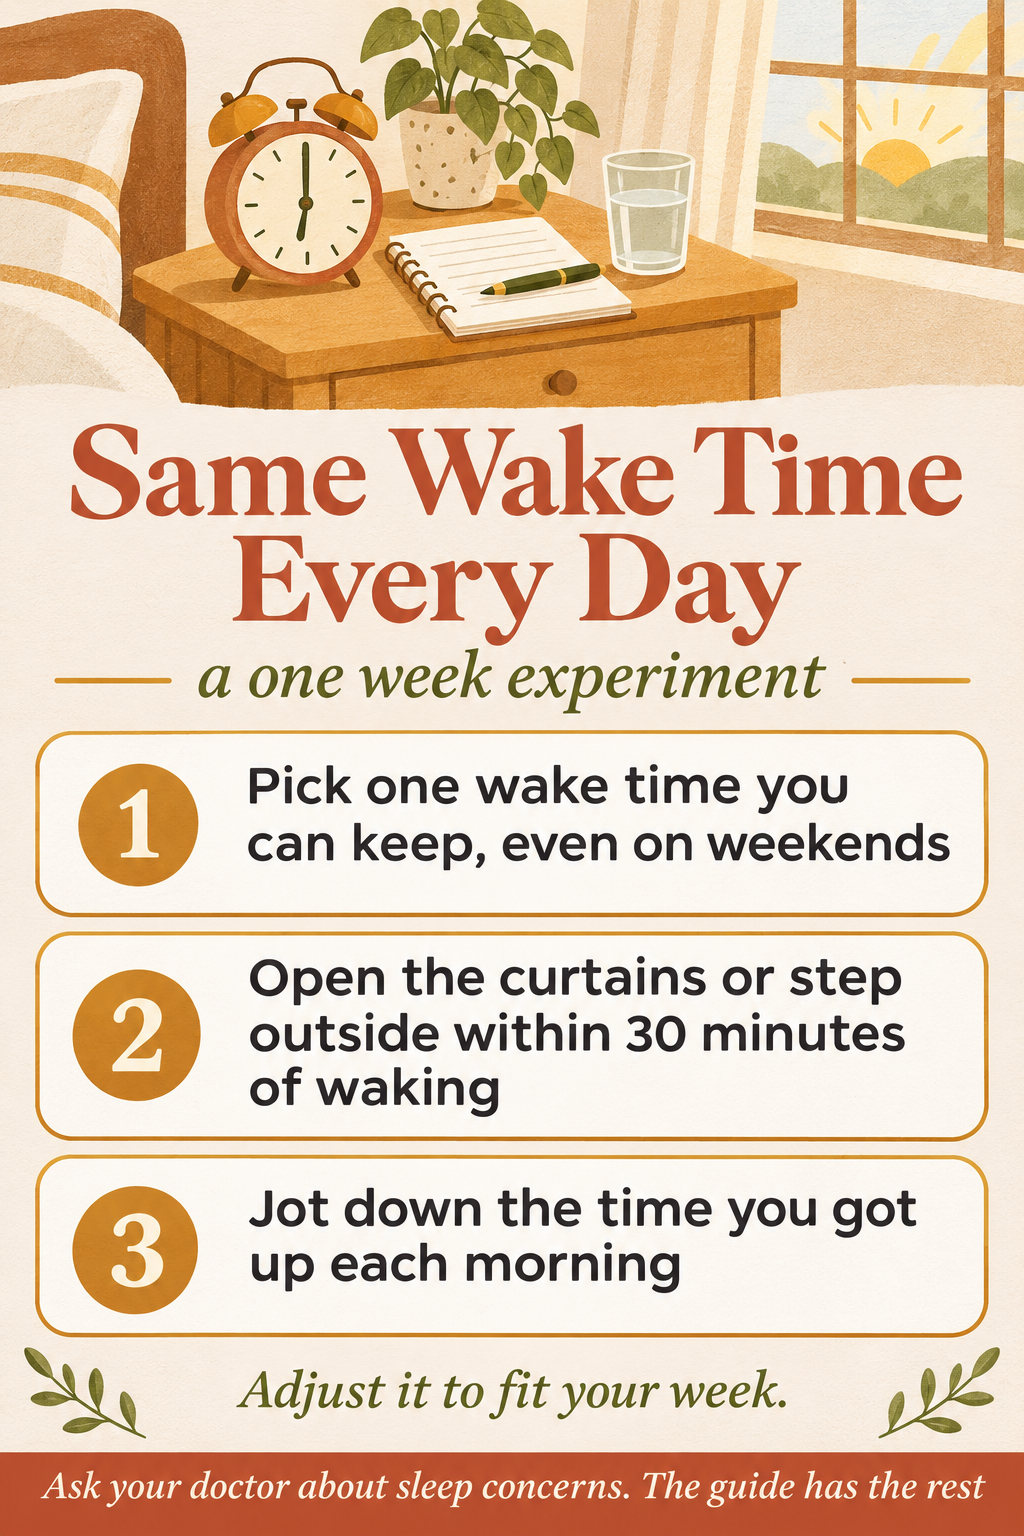 Same Wake Time
Every Day
a one week experiment
1
Pick one wake time you
can keep, even on weekends
2
Open the curtains or step
outside within 30 minutes
of waking
3
Jot down the time you got
up each morning
Adjust it to fit your week.
Ask your doctor about sleep concerns. The guide has the rest